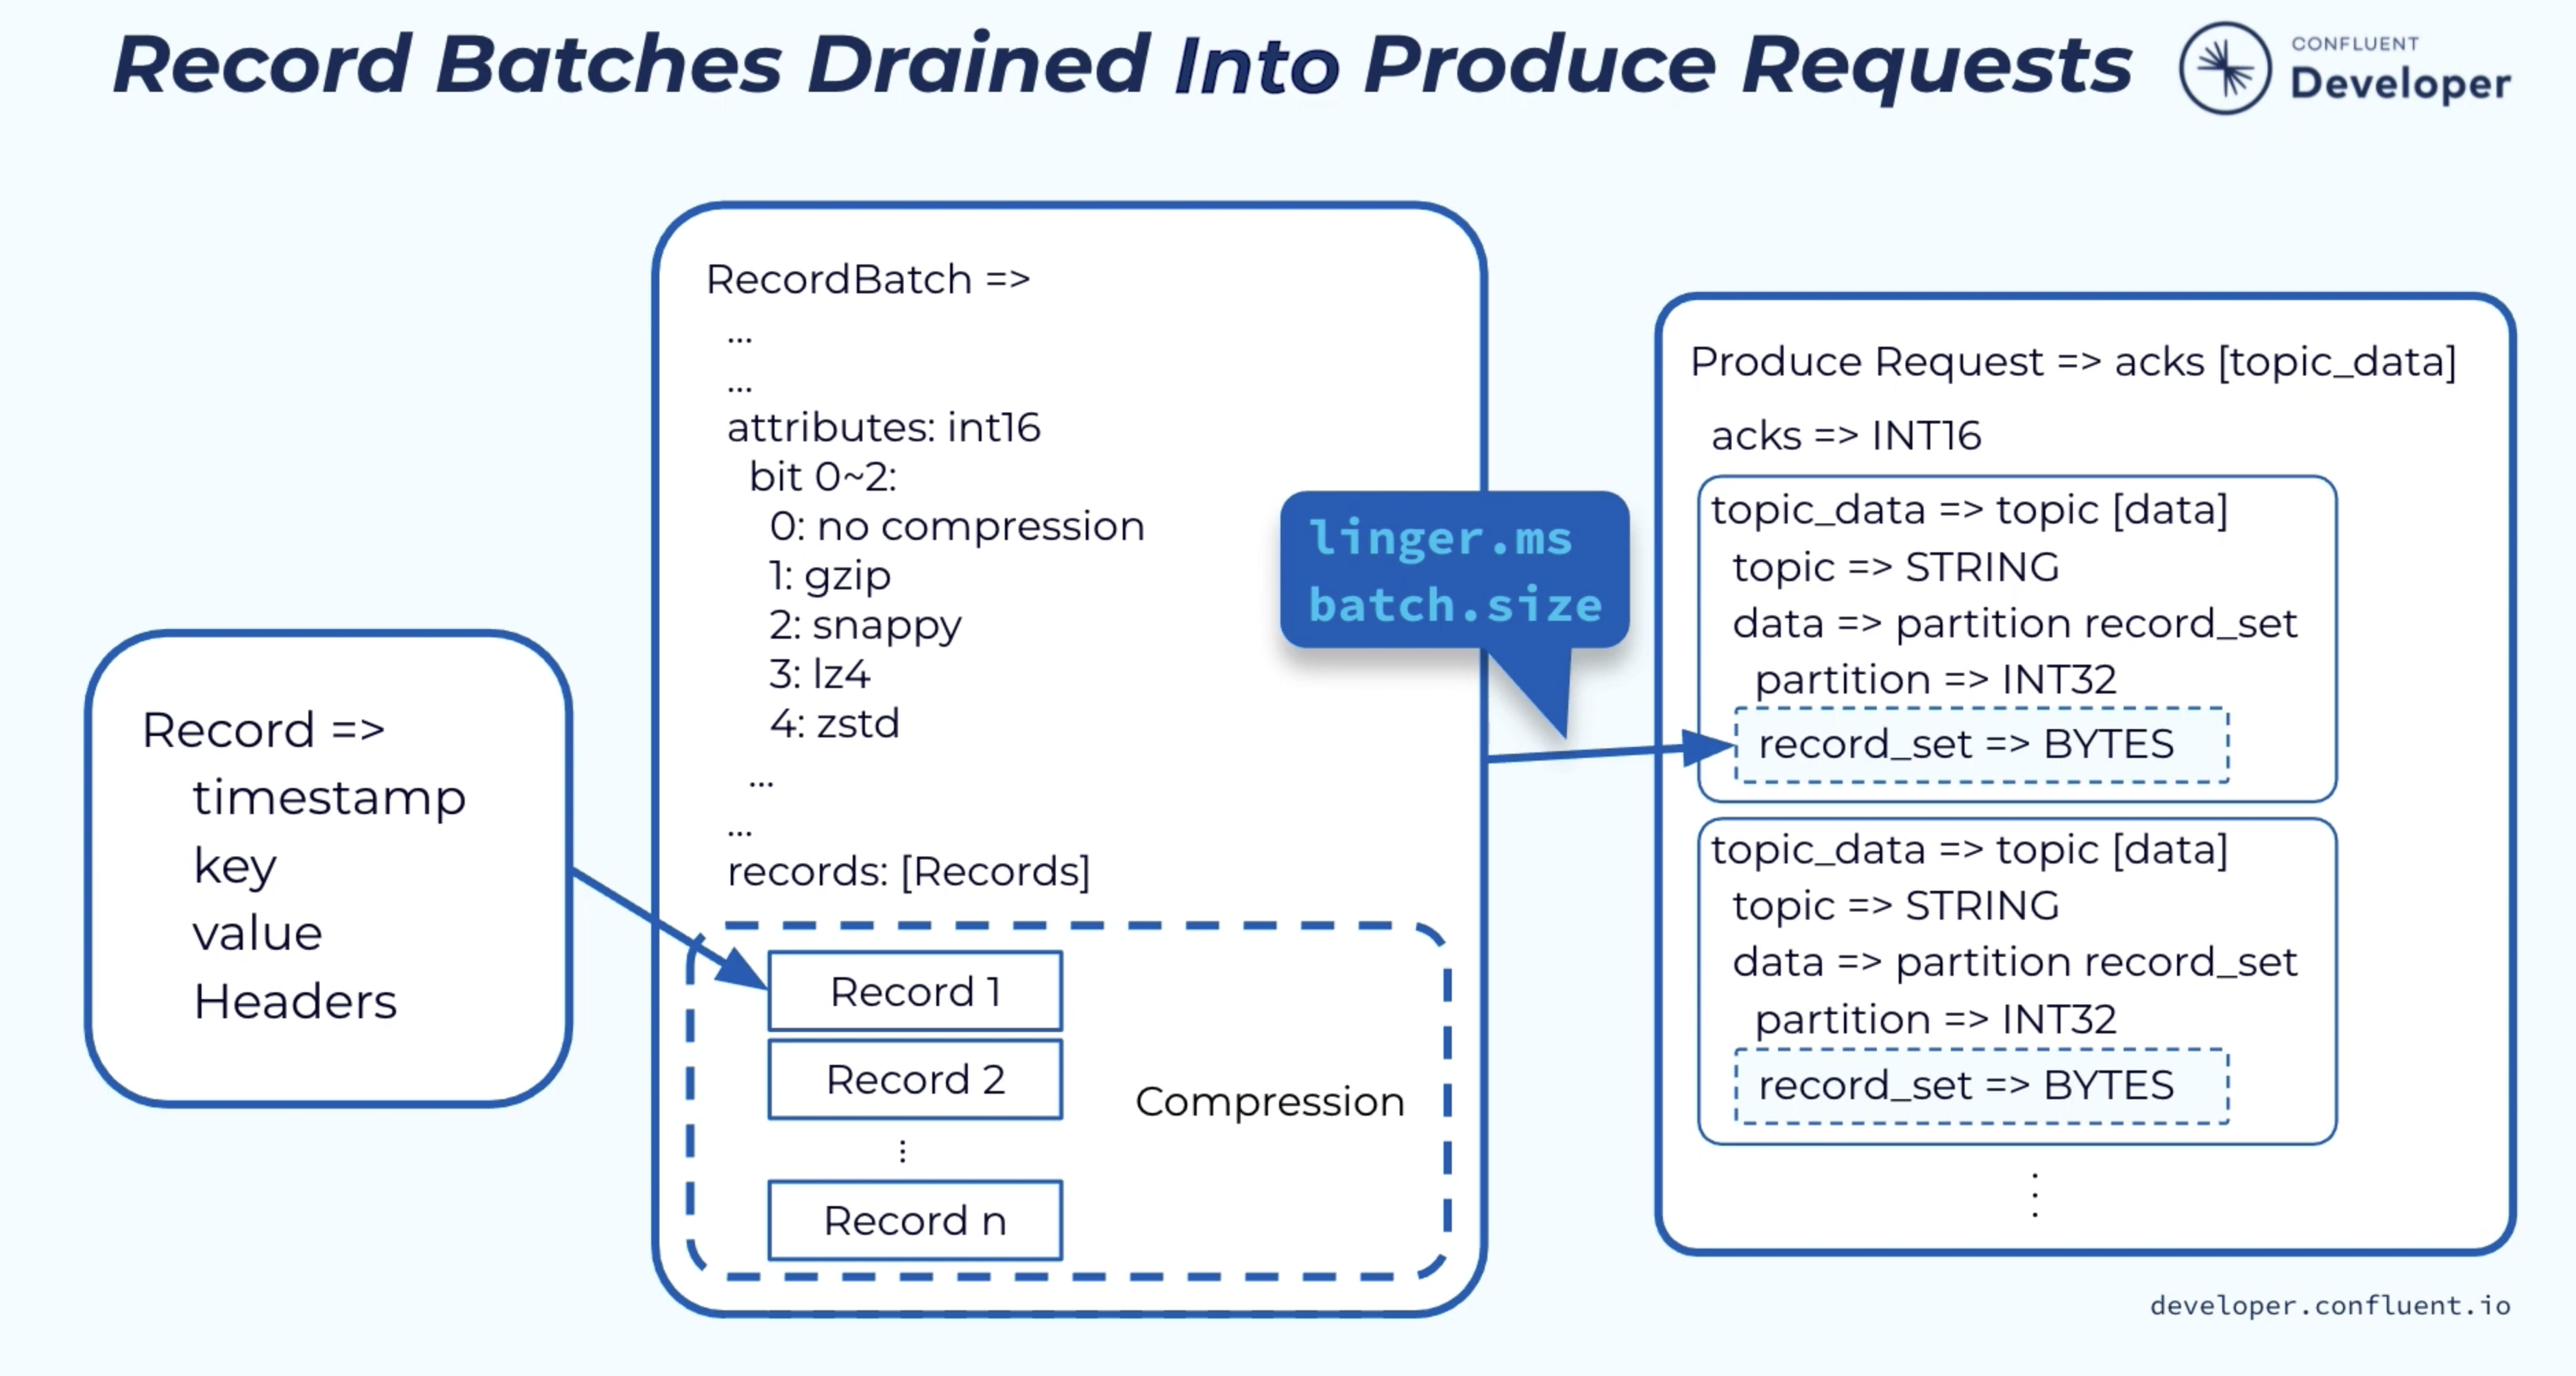 Record Batches Drained Into Produce Requests
CONFLUENT
Developer
Record =>
timestamp
key
value
Headers
RecordBatch =>
...
...
attributes: int16
bit 0~2:
0: no compression
1: gzip
2: snappy
3: lz4
4: zstd
...
...
records: [Records]
Record 1
Record 2
⋮
Record n
Compression
linger.ms
batch.size
Produce Request => acks [topic_data]
acks => INT16
topic_data => topic [data]
topic => STRING
data => partition record_set
partition => INT32
record_set => BYTES
topic_data => topic [data]
topic => STRING
data => partition record_set
partition => INT32
record_set => BYTES
⋮
developer.confluent.io